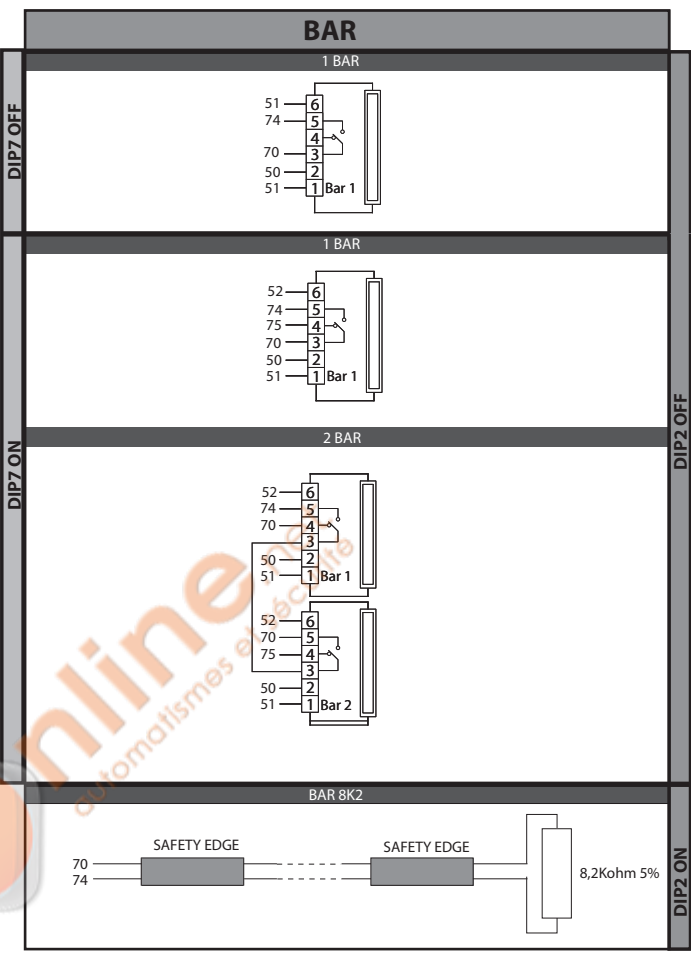 BAR
1 BAR
DIP7 OFF
51 6
74 5
4
70 3
50 2
51 1 Bar 1
1 BAR
DIP7 ON
DIP2 OFF
52 6
74 5
75 4
70 3
50 2
51 1 Bar 1
2 BAR
52 6
74 5
70 4
3
50 2
51 1 Bar 1
52 6
70 5
75 4
3
50 2
51 1 Bar 2
BAR 8K2
DIP2 ON
SAFETY EDGE SAFETY EDGE
70
74
8,2Kohm 5%
online.net
automatismes et sécurité